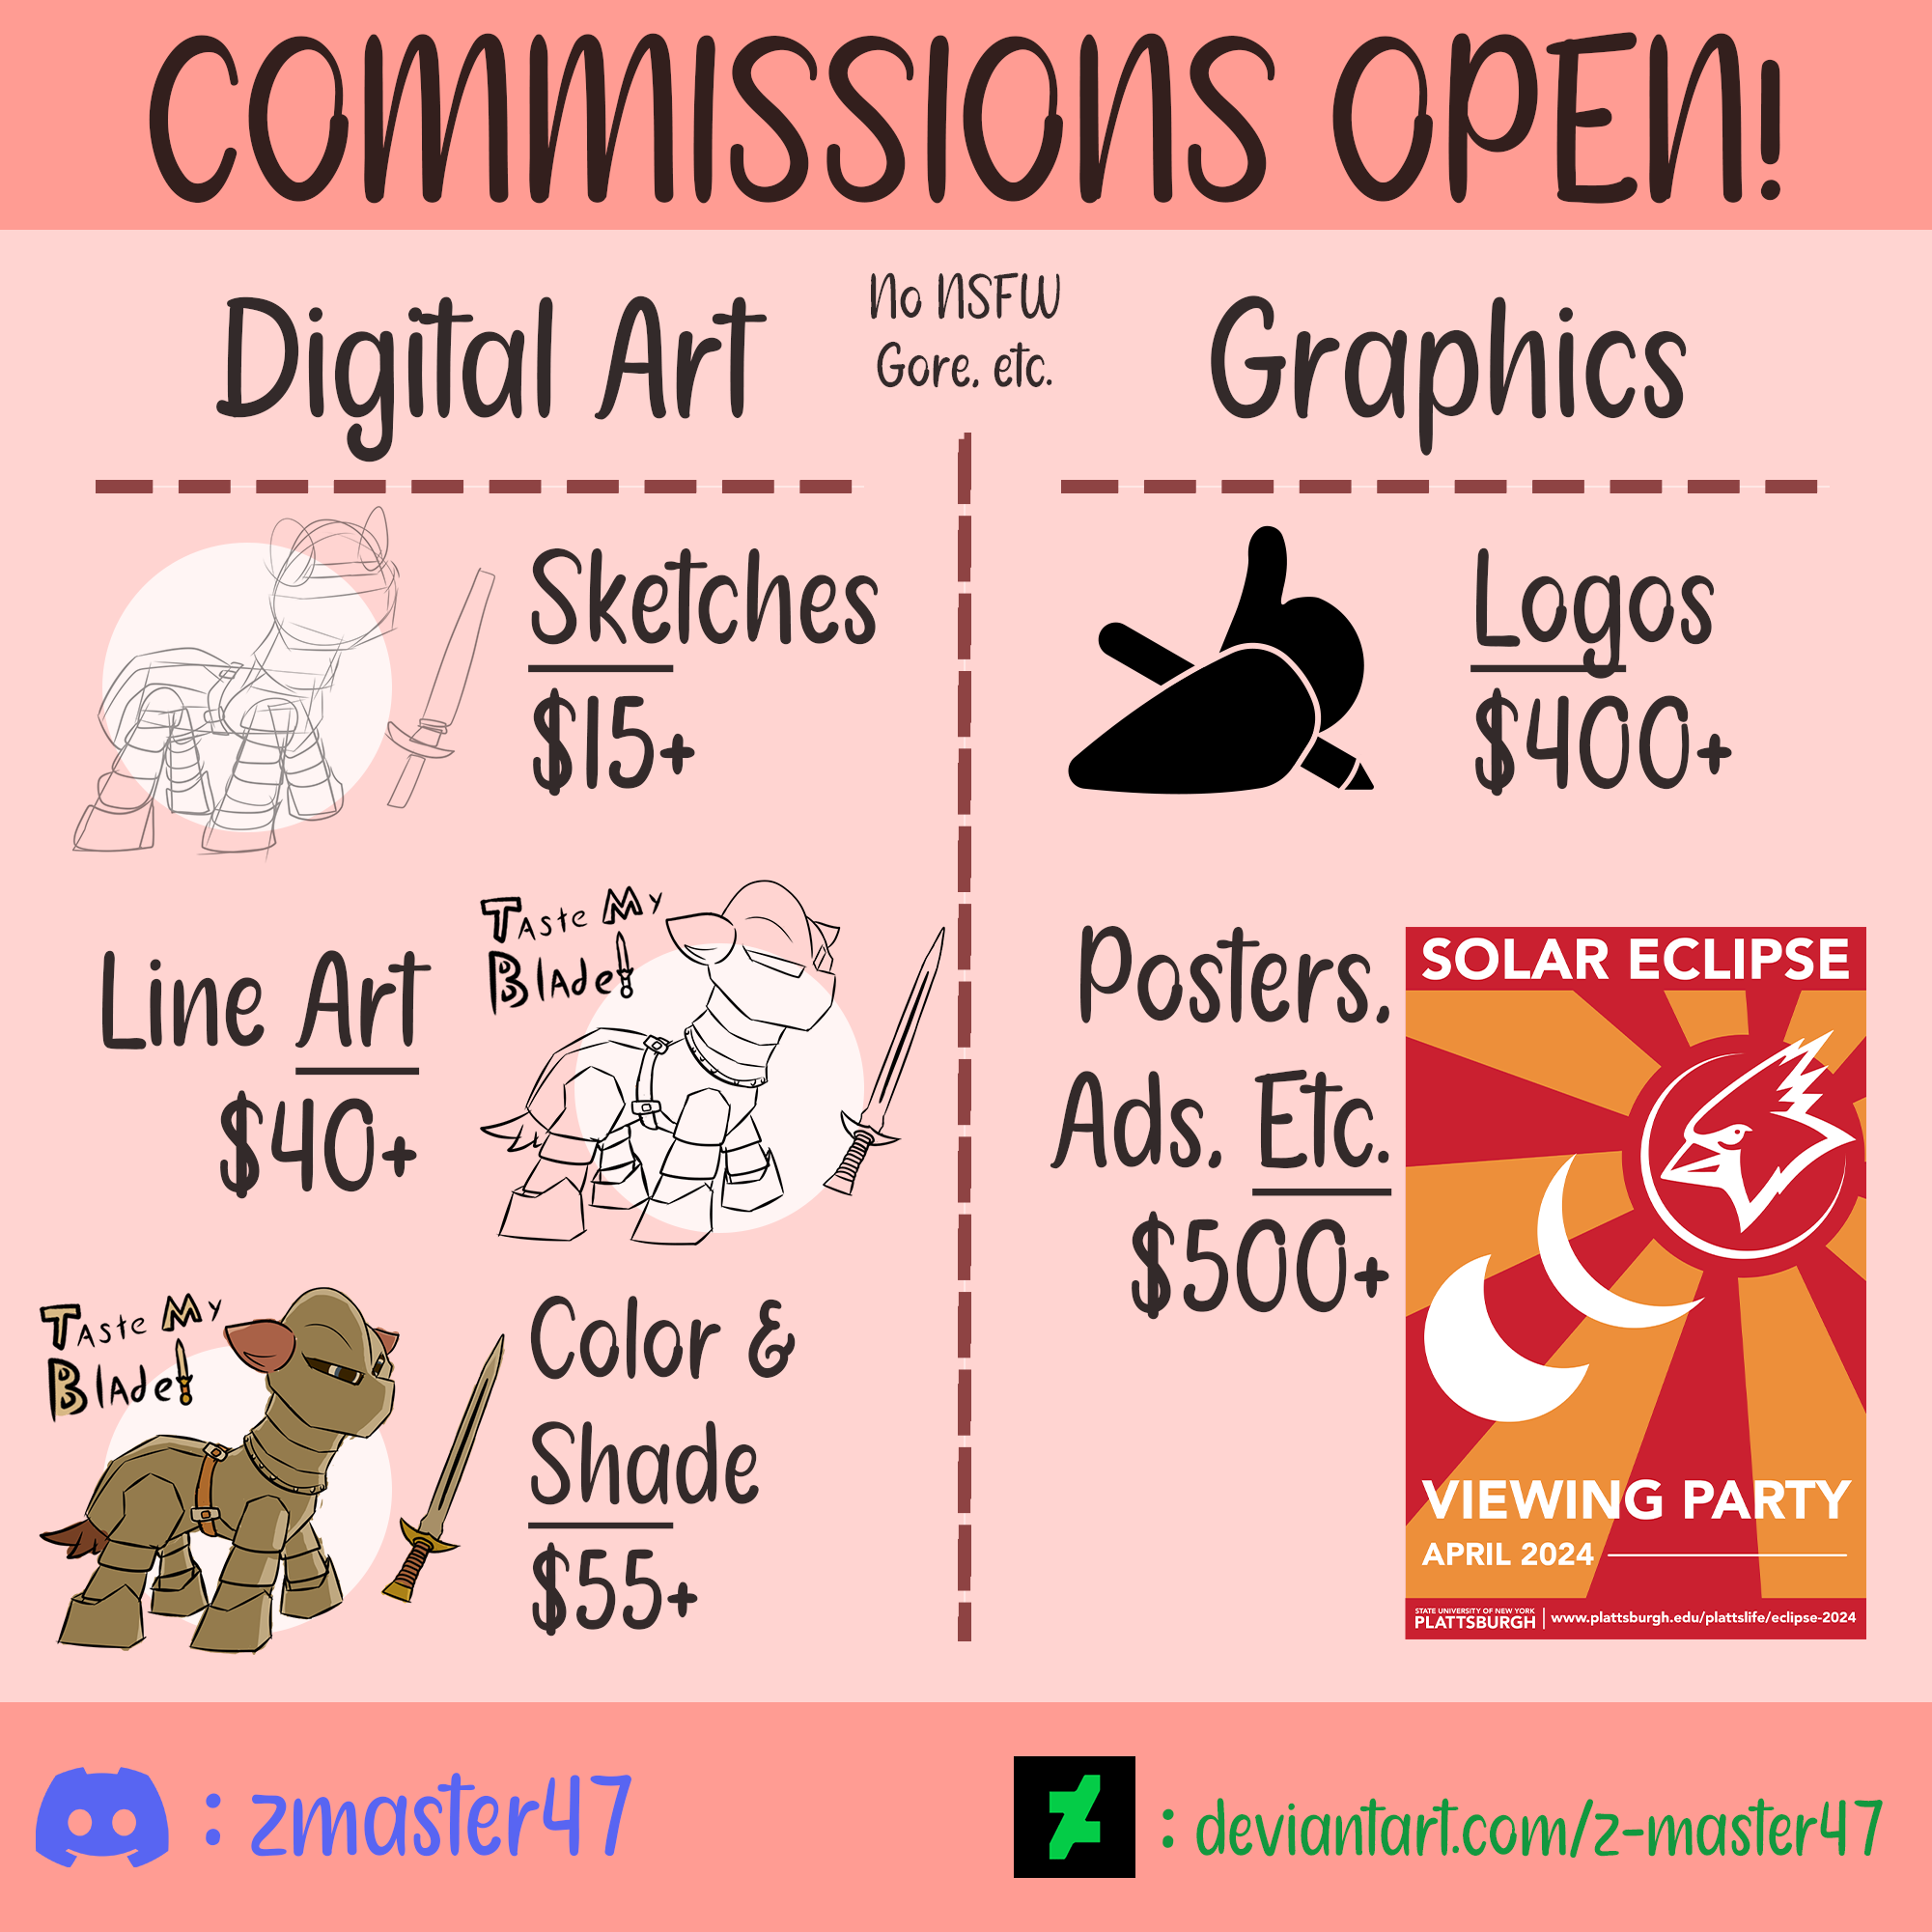 COMMISSIONS OPEN!
No NSFW
Gore, etc.
Digital Art
Sketches
$15+
Line Art
$40+
TASTE MY
BLADE!
TASTE MY
BLADE!
Color &
Shade
$55+
Graphics
Logos
$400+
Posters,
Ads, Etc.
$500+
SOLAR ECLIPSE
VIEWING PARTY
APRIL 2024
STATE UNIVERSITY OF NEW YORK
PLATTSBURGH
www.plattsburgh.edu/plattslife/eclipse-2024
: zmaster47
: deviantart.com/z-master47